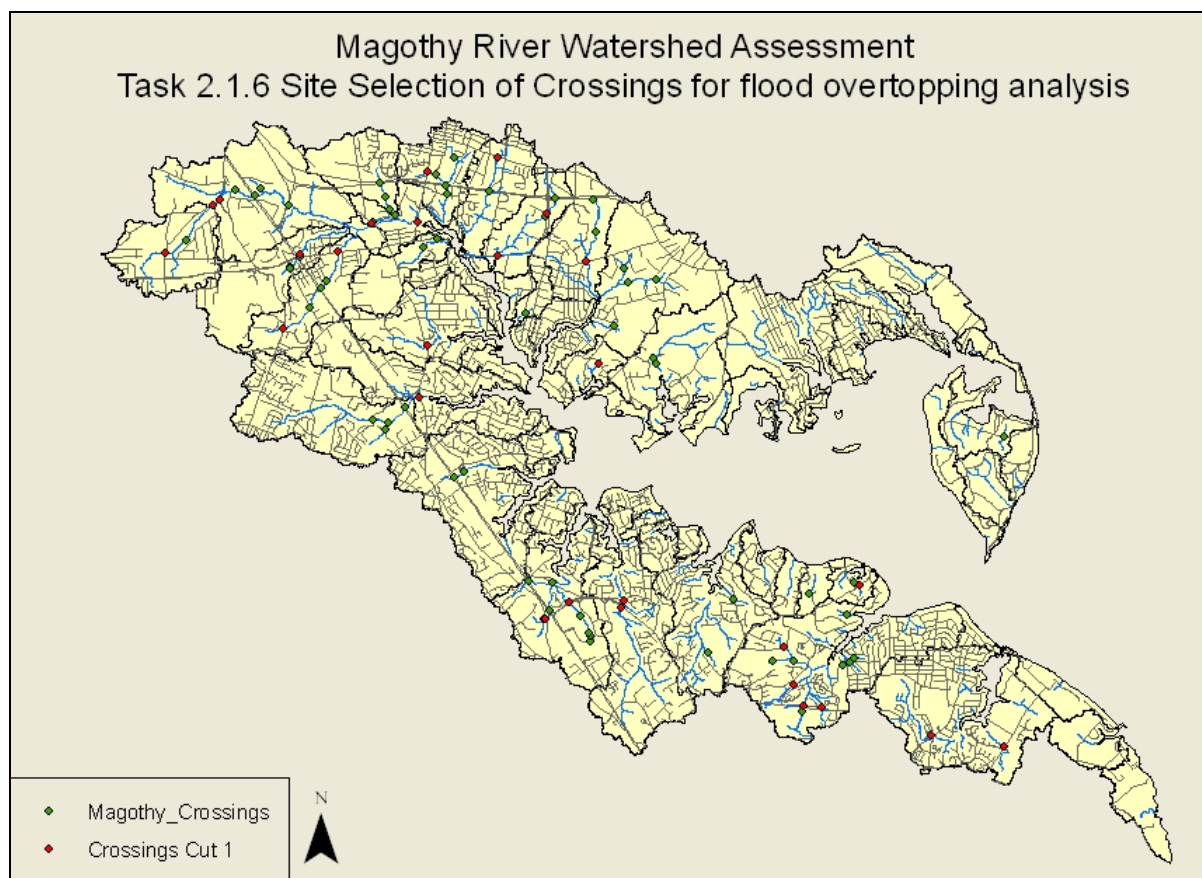 Magothy River Watershed Assessment
Task 2.1.6 Site Selection of Crossings for flood overtopping analysis
Magothy_Crossings
N
Crossings Cut 1